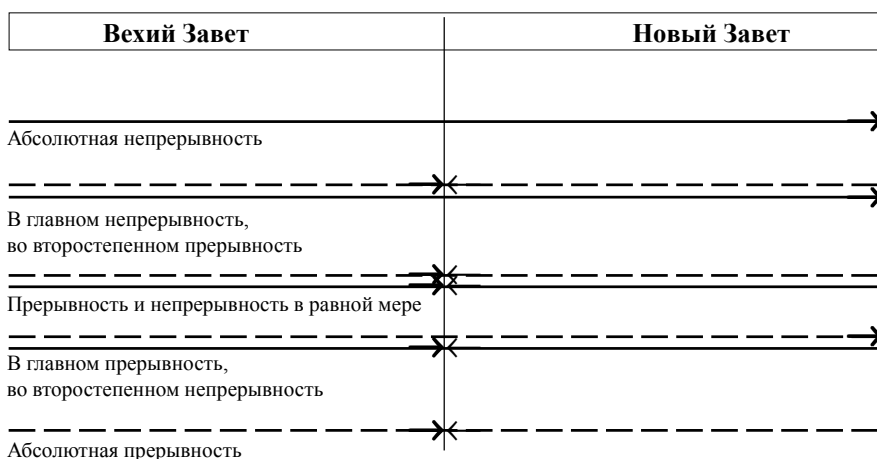 Вехий Завет
Новый Завет
Абсолютная непрерывность
В главном непрерывность,
во второстепенном прерывность
Прерывность и непрерывность в равной мере
В главном прерывность,
во второстепенном непрерывность
Абсолютная прерывность